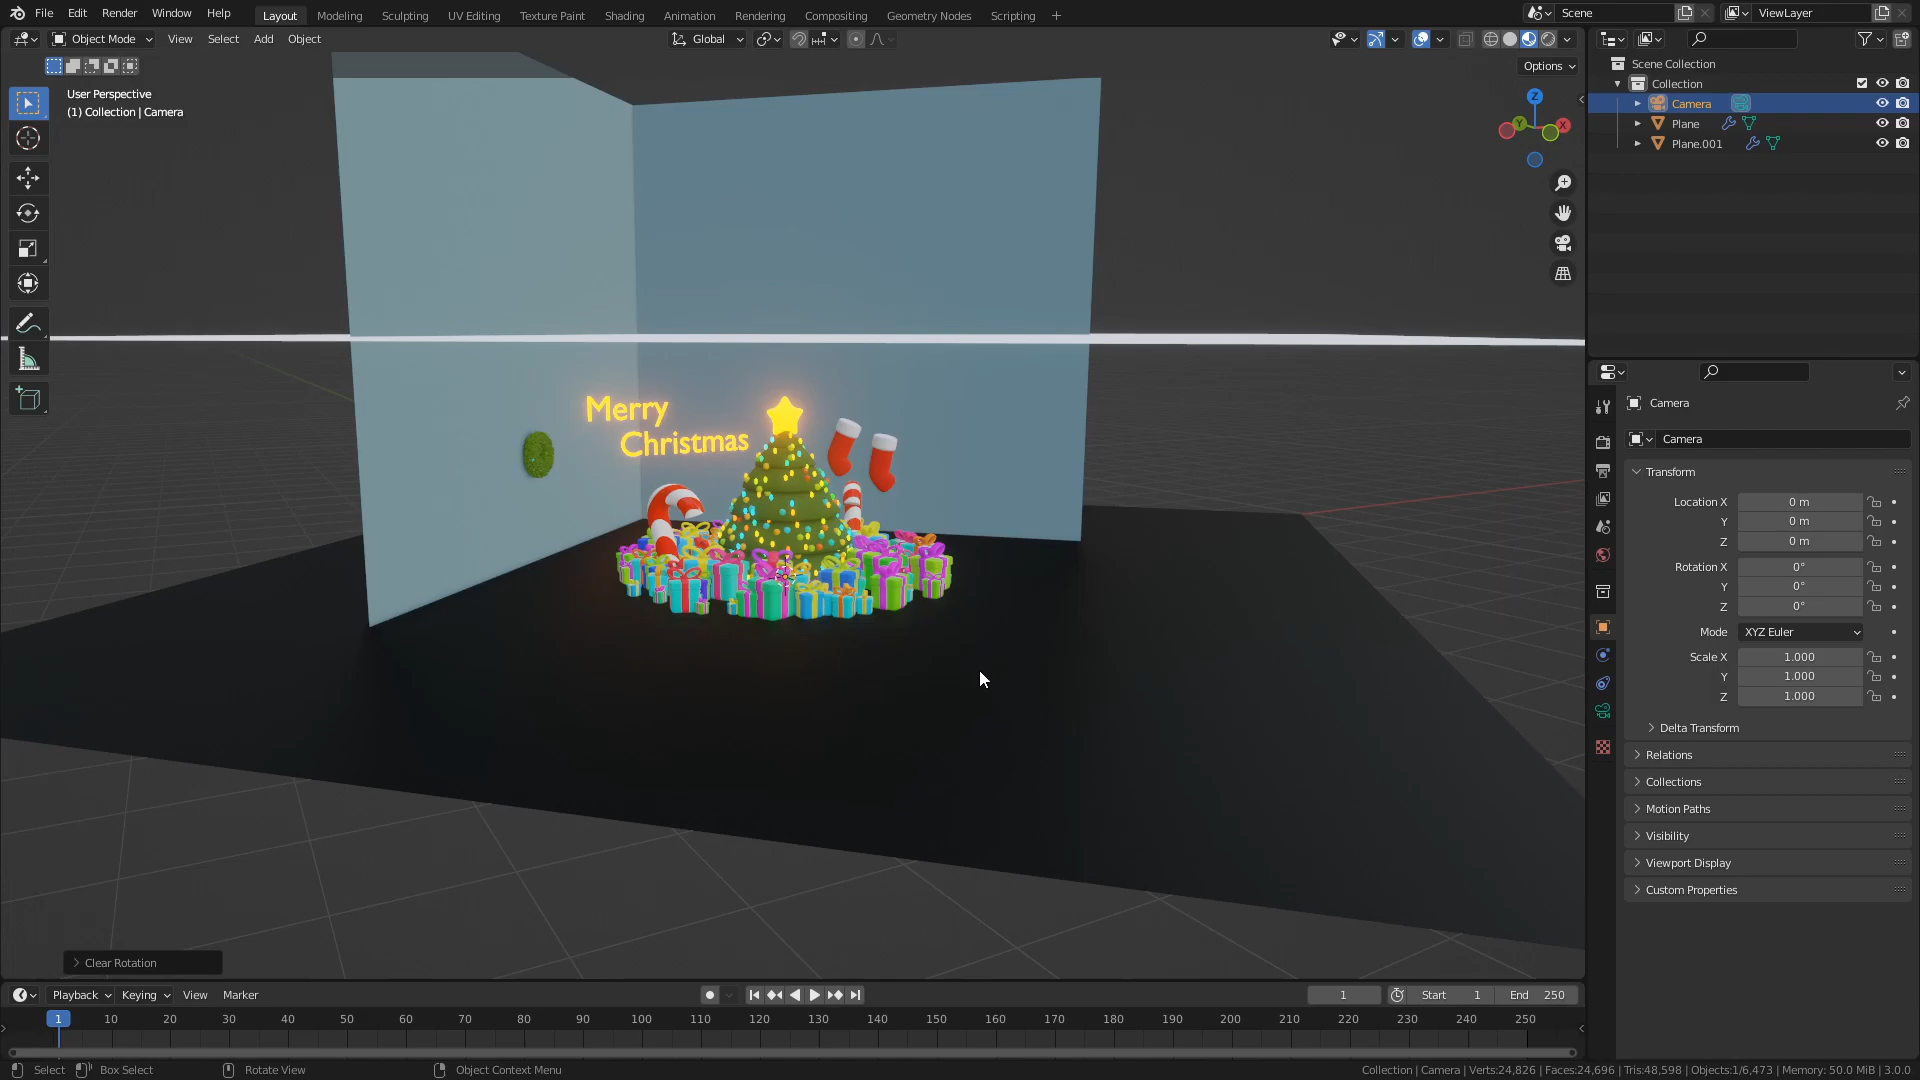 File Edit Render Window Help Layout Modeling Sculpting UV Editing Texture Paint Shading Animation Rendering Compositing Geometry Nodes Scripting + Scene ViewLayer
Object Mode View Select Add Object Global
Options
User Perspective
(1) Collection | Camera
Z
Y X
Merry
Christmas
Clear Rotation
Scene Collection
Collection
Camera
Plane
Plane.001
Camera
Camera
Transform
Location X 0 m
Y 0 m
Z 0 m
Rotation X 0°
Y 0°
Z 0°
Mode XYZ Euler
Scale X 1.000
Y 1.000
Z 1.000
Delta Transform
Relations
Collections
Motion Paths
Visibility
Viewport Display
Custom Properties
Playback Keying View Marker 1 Start 1 End 250
1 10 20 30 40 50 60 70 80 90 100 110 120 130 140 150 160 170 180 190 200 210 220 230 240 250
Select Box Select Rotate View Object Context Menu Collection | Camera | Verts:24,826 | Faces:24,696 | Tris:48,598 | Objects:1/6,473 | Memory: 50.0 MiB | 3.0.0